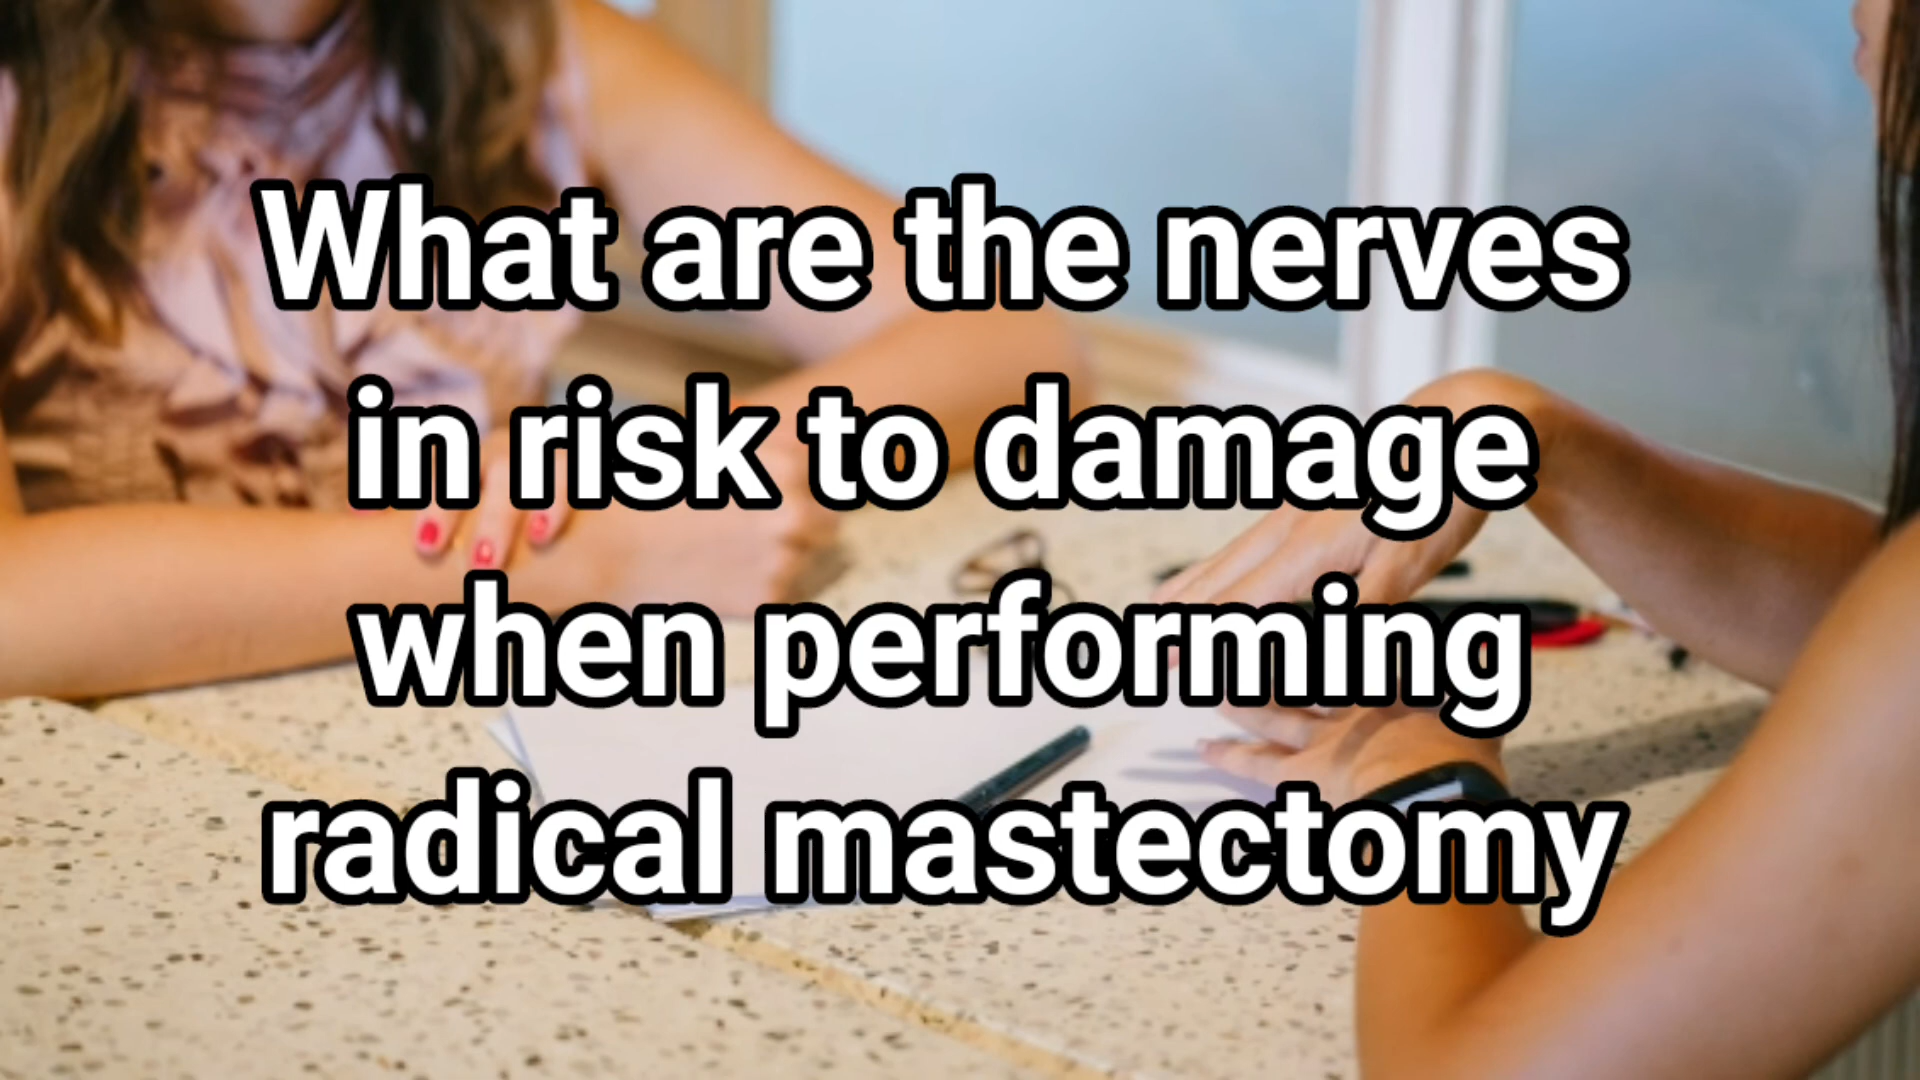 What are the nerves
in risk to damage
when performing
radical mastectomy